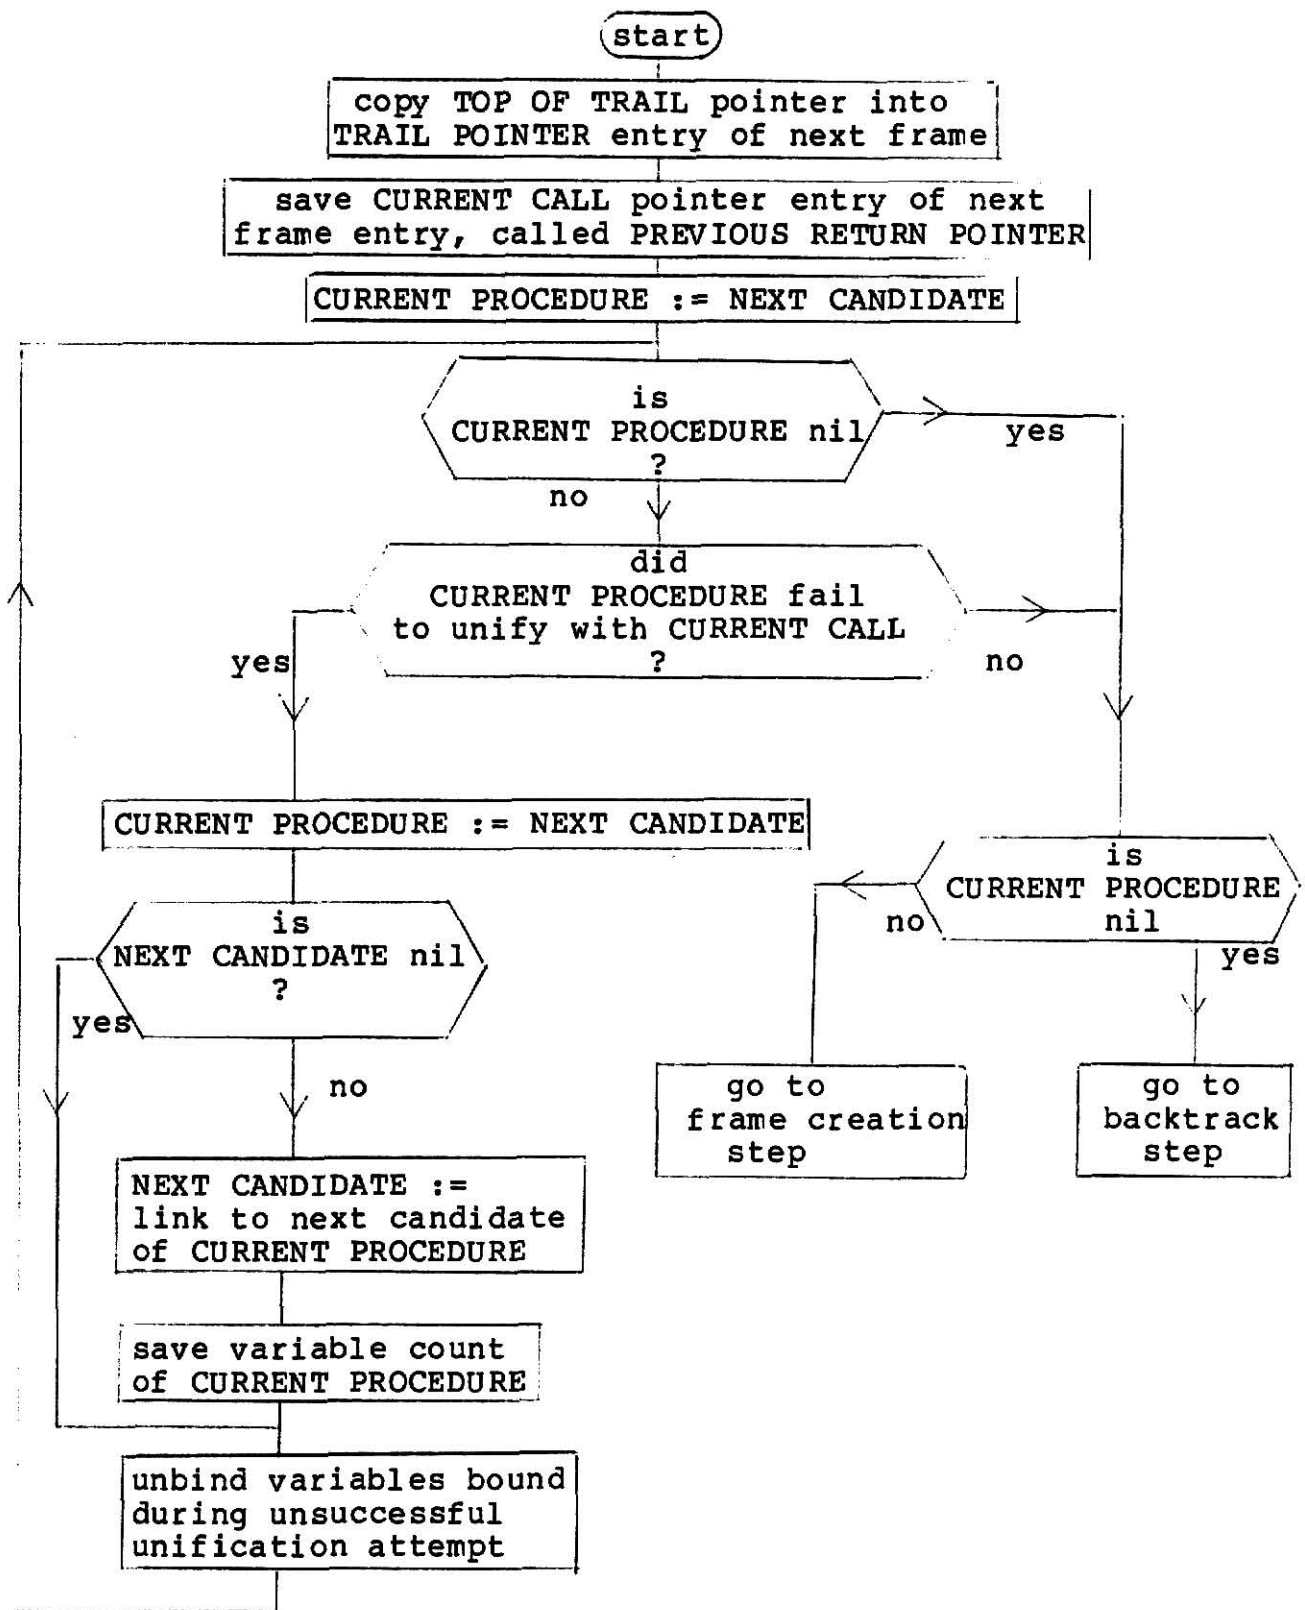 start
copy TOP OF TRAIL pointer into
TRAIL POINTER entry of next frame
save CURRENT CALL pointer entry of next
frame entry, called PREVIOUS RETURN POINTER
CURRENT PROCEDURE := NEXT CANDIDATE
is
CURRENT PROCEDURE nil
?
yes
no
did
CURRENT PROCEDURE fail
to unify with CURRENT CALL
?
yes
no
CURRENT PROCEDURE := NEXT CANDIDATE
is
CURRENT PROCEDURE
nil
no
yes
is
NEXT CANDIDATE nil
?
yes
no
go to
frame creation
step
go to
backtrack
step
NEXT CANDIDATE :=
link to next candidate
of CURRENT PROCEDURE
save variable count
of CURRENT PROCEDURE
unbind variables bound
during unsuccessful
unification attempt